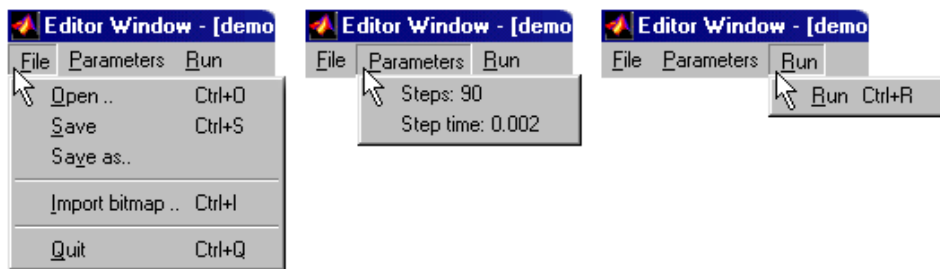 Editor Window - [demo
File Parameters Run
Open .. Ctrl+O
Save Ctrl+S
Save as..
Import bitmap .. Ctrl+I
Quit Ctrl+Q
Editor Window - [demo
File Parameters Run
Steps: 90
Step time: 0.002
Editor Window - [demo
File Parameters Run
Run Ctrl+R